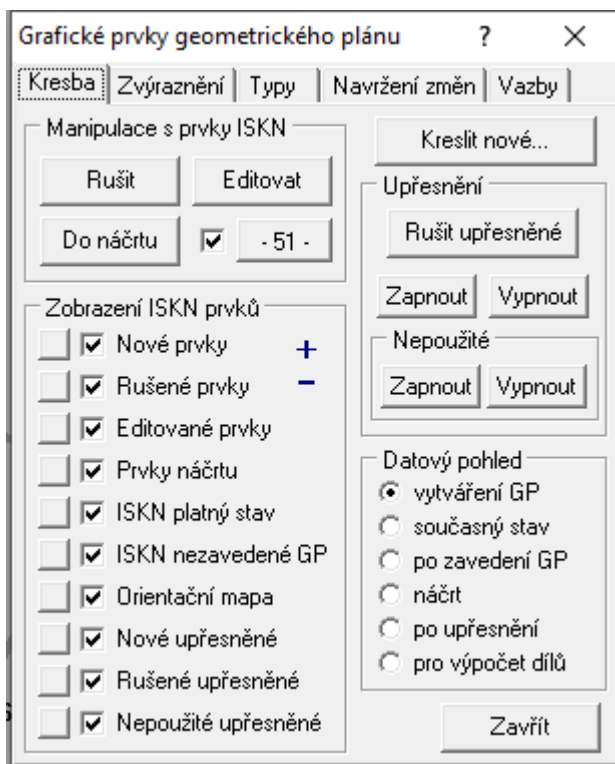 Grafické prvky geometrického plánu ?
Kresba Zvýraznění Typy Navržení změn Vazby
Manipulace s prvky ISKN
Rušit Editovat
Do náčrtu - 51 -
Zobrazení ISKN prvků
Nové prvky +
Rušené prvky -
Editované prvky
Prvky náčrtu
ISKN platný stav
ISKN nezavedené GP
Orientační mapa
Nové upřesněné
Rušené upřesněné
Nepoužité upřesněné
Kreslit nové...
Upřesnění
Rušit upřesněné
Zapnout Vypnout
Nepoužité
Zapnout Vypnout
Datový pohled
vytváření GP
současný stav
po zavedení GP
náčrt
po upřesnění
pro výpočet dílů
Zavřít